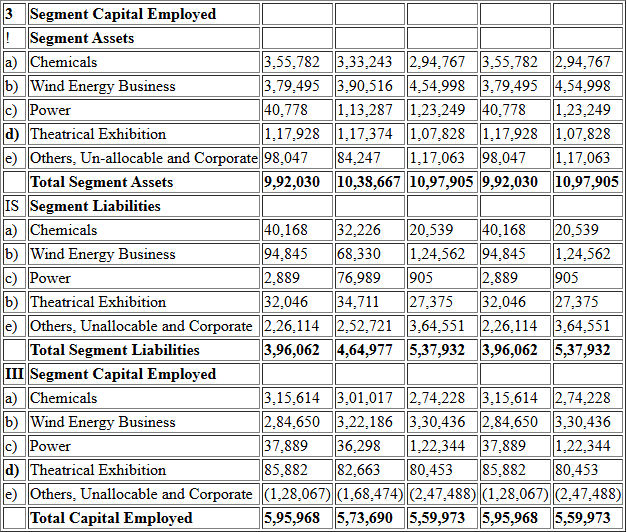 3 Segment Capital Employed
! Segment Assets
a) Chemicals 3,55,782 3,33,243 2,94,767 3,55,782 2,94,767
b) Wind Energy Business 3,79,495 3,90,516 4,54,998 3,79,495 4,54,998
c) Power 40,778 1,13,287 1,23,249 40,778 1,23,249
d) Theatrical Exhibition 1,17,928 1,17,374 1,07,828 1,17,928 1,07,828
e) Others, Un-allocable and Corporate 98,047 84,247 1,17,063 98,047 1,17,063
Total Segment Assets 9,92,030 10,38,667 10,97,905 9,92,030 10,97,905
IS Segment Liabilities
a) Chemicals 40,168 32,226 20,539 40,168 20,539
b) Wind Energy Business 94,845 68,330 1,24,562 94,845 1,24,562
c) Power 2,889 76,989 905 2,889 905
b) Theatrical Exhibition 32,046 34,711 27,375 32,046 27,375
e) Others, Unallocable and Corporate 2,26,114 2,52,721 3,64,551 2,26,114 3,64,551
Total Segment Liabilities 3,96,062 4,64,977 5,37,932 3,96,062 5,37,932
III Segment Capital Employed
a) Chemicals 3,15,614 3,01,017 2,74,228 3,15,614 2,74,228
b) Wind Energy Business 2,84,650 3,22,186 3,30,436 2,84,650 3,30,436
c) Power 37,889 36,298 1,22,344 37,889 1,22,344
d) Theatrical Exhibition 85,882 82,663 80,453 85,882 80,453
e) Others, Unallocable and Corporate (1,28,067) (1,68,474) (2,47,488) (1,28,067) (2,47,488)
Total Capital Employed 5,95,968 5,73,690 5,59,973 5,95,968 5,59,973